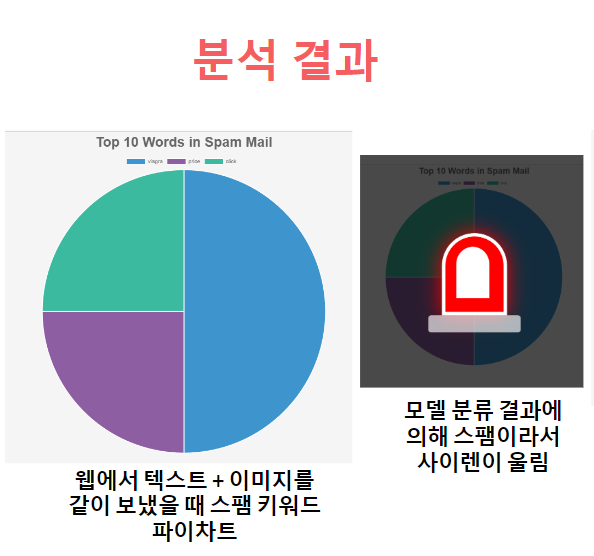 분석 결과
Top 10 Words in Spam Mail
viagra prize click
Top 10 Words in Spam Mail
웹에서 텍스트 + 이미지를
같이 보냈을 때 스팸 키워드
파이차트
모델 분류 결과에
의해 스팸이라서
사이렌이 울림